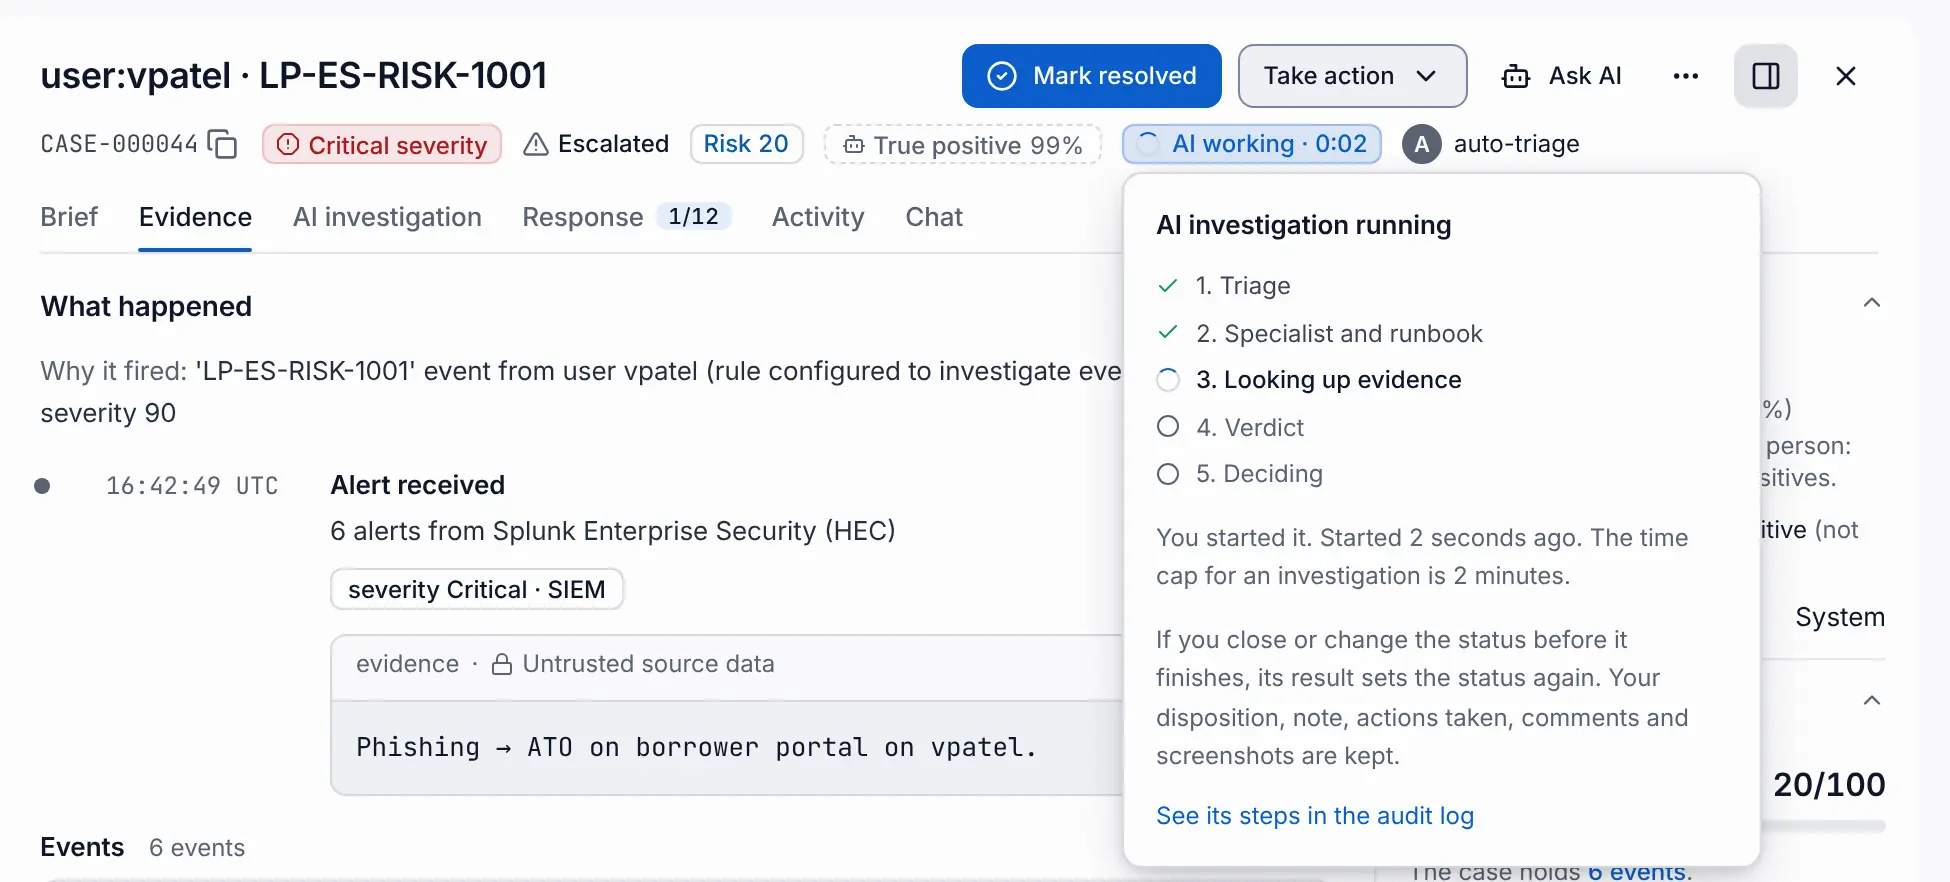 user:vpatel · LP-ES-RISK-1001
Mark resolved
Take action
Ask AI
CASE-000044
Critical severity
Escalated
Risk 20
True positive 99%
AI working · 0:02
A
auto-triage
Brief
Evidence
AI investigation
Response 1/12
Activity
Chat
What happened
Why it fired: 'LP-ES-RISK-1001' event from user vpatel (rule configured to investigate eve
severity 90
16:42:49 UTC
Alert received
6 alerts from Splunk Enterprise Security (HEC)
severity Critical · SIEM
evidence · Untrusted source data
Phishing → ATO on borrower portal on vpatel.
Events 6 events
AI investigation running
1. Triage
2. Specialist and runbook
3. Looking up evidence
4. Verdict
5. Deciding
You started it. Started 2 seconds ago. The time
cap for an investigation is 2 minutes.
If you close or change the status before it
finishes, its result sets the status again. Your
disposition, note, actions taken, comments and
screenshots are kept.
See its steps in the audit log
%)
person:
sitives.
itive (not
System
20/100
The case holds 6 events.